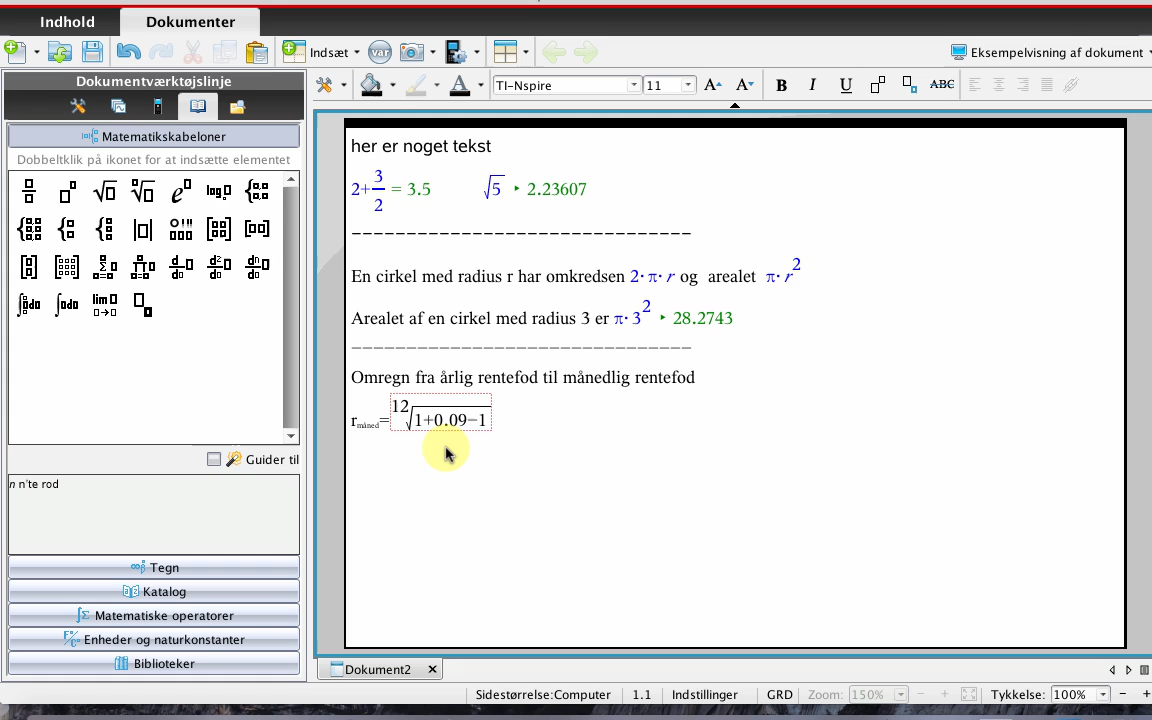 Indhold Dokumenter
Indsæt var Eksempelvisning af dokument
Dokumentværktøjslinje
TI-Nspire 11 A A B I U ABC
Matematikskabeloner
Dobbeltklik på ikonet for at indsætte elementet
her er noget tekst
2+3/2 = 3.5 √5 ▸ 2.23607
-------------------------------
En cirkel med radius r har omkredsen 2·π·r og arealet π·r²
Arealet af en cirkel med radius 3 er π·3² ▸ 28.2743
-------------------------------
Omregn fra årlig rentefod til månedlig rentefod
r måned=¹²√1+0.09−1
Guider til
n n'te rod
Tegn
Katalog
Matematiske operatorer
Enheder og naturkonstanter
Biblioteker
Dokument2
Sidestørrelse:Computer 1.1 Indstillinger GRD Zoom: 150% Tykkelse: 100%